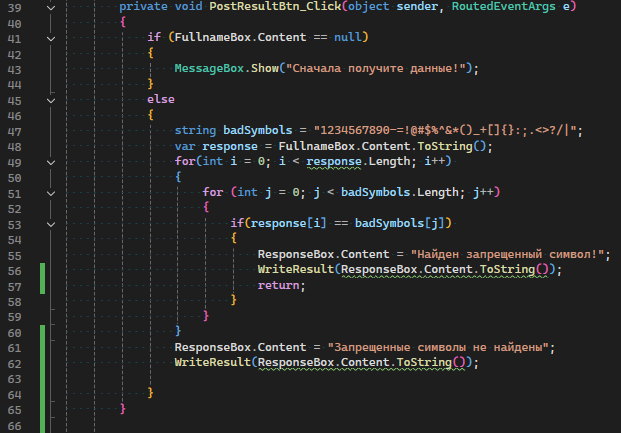 39 private void PostResultBtn_Click(object sender, RoutedEventArgs e)
40 {
41 if (FullnameBox.Content == null)
42 {
43 MessageBox.Show("Сначала получите данные!");
44 }
45 else
46 {
47 string badSymbols = "1234567890-=!@#$%^&*()_+[]{}:;.<>?/|";
48 var response = FullnameBox.Content.ToString();
49 for(int i = 0; i < response.Length; i++)
50 {
51 for (int j = 0; j < badSymbols.Length; j++)
52 {
53 if(response[i] == badSymbols[j])
54 {
55 ResponseBox.Content = "Найден запрещенный символ!";
56 WriteResult(ResponseBox.Content.ToString());
57 return;
58 }
59 }
60 }
61 ResponseBox.Content = "Запрещенные символы не найдены";
62 WriteResult(ResponseBox.Content.ToString());
63
64 }
65 }
66